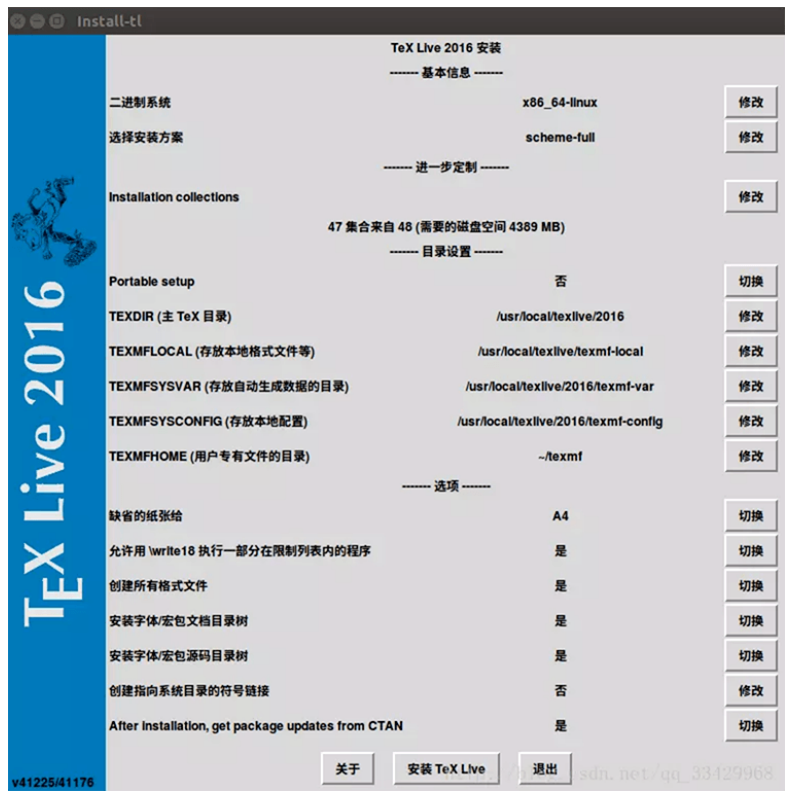 Install-tl
TeX Live 2016 安装
------- 基本信息 -------
二进制系统 x86_64-linux 修改
选择安装方案 scheme-full 修改
------- 进一步定制 -------
Installation collections 修改
47 集合来自 48 (需要的磁盘空间 4389 MB)
------- 目录设置 -------
Portable setup 否 切换
TEXDIR (主 TeX 目录) /usr/local/texlive/2016 修改
TEXMFLOCAL (存放本地格式文件等) /usr/local/texlive/texmf-local 修改
TEXMFSYSVAR (存放自动生成数据的目录) /usr/local/texlive/2016/texmf-var 修改
TEXMFSYSCONFIG (存放本地配置) /usr/local/texlive/2016/texmf-config 修改
TEXMFHOME (用户专有文件的目录) ~/texmf 修改
------- 选项 -------
缺省的纸张给 A4 切换
允许用 \write18 执行一部分在限制列表内的程序 是 切换
创建所有格式文件 是 切换
安装字体/宏包文档目录树 是 切换
安装字体/宏包源码目录树 是 切换
创建指向系统目录的符号链接 否 修改
After installation, get package updates from CTAN 是 切换
关于 安装 TeX Live 退出
TEX Live 2016
v41225/41176
sdn.net/qq_33429968